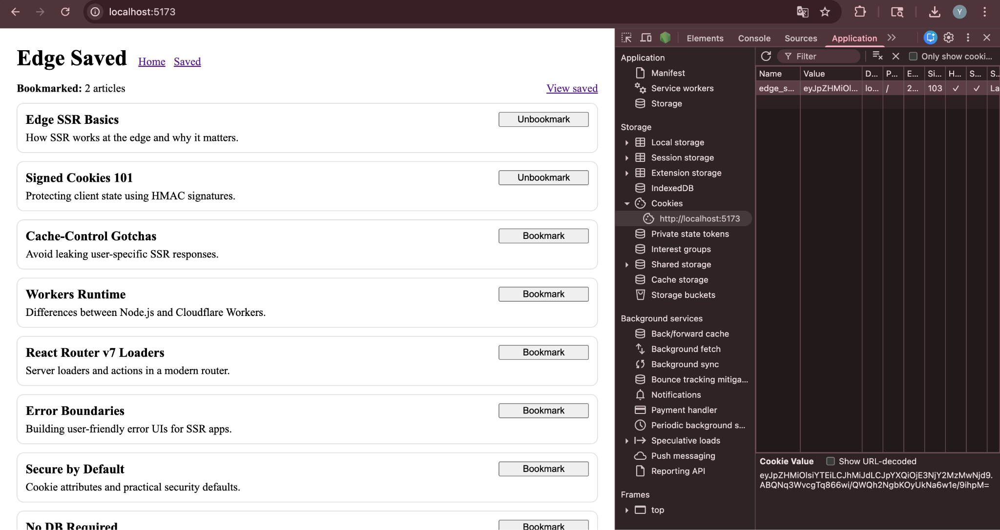 localhost:5173
Y
Edge Saved Home Saved
Bookmarked: 2 articles View saved
Edge SSR Basics Unbookmark
How SSR works at the edge and why it matters.
Signed Cookies 101 Unbookmark
Protecting client state using HMAC signatures.
Cache-Control Gotchas Bookmark
Avoid leaking user-specific SSR responses.
Workers Runtime Bookmark
Differences between Node.js and Cloudflare Workers.
React Router v7 Loaders Bookmark
Server loaders and actions in a modern router.
Error Boundaries Bookmark
Building user-friendly error UIs for SSR apps.
Secure by Default Bookmark
Cookie attributes and practical security defaults.
No DB Required Bookmark
Elements Console Sources Application
Application
Manifest
Service workers
Storage
Storage
Local storage
Session storage
Extension storage
IndexedDB
Cookies
http://localhost:5173
Private state tokens
Interest groups
Shared storage
Cache storage
Storage buckets
Background services
Back/forward cache
Background fetch
Background sync
Bounce tracking mitiga...
Notifications
Payment handler
Periodic background s...
Speculative loads
Push messaging
Reporting API
Frames
top
Filter Only show cooki...
Name Value D... P... E... Si... H... S... S..
edge_s... eyJpZHMiOl... lo... / 2... 103 ✓ ✓ La
Cookie Value Show URL-decoded
eyJpZHMiOlsiYTEiLCJhMiJdLCJpYXQiOjE3NjY2MzMwNjd9.
ABQNq3WvcgTq866wi/QWQh2NgbKOyUkNa6w1e/9ihpM=